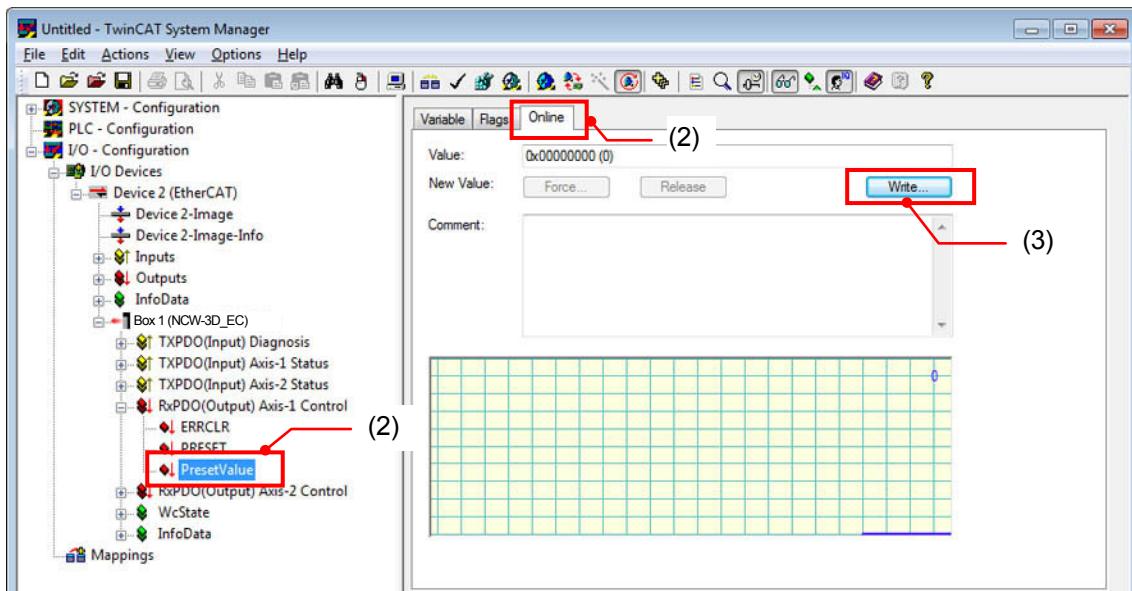 Untitled - TwinCAT System Manager
File Edit Actions View Options Help
SYSTEM - Configuration
PLC - Configuration
I/O - Configuration
I/O Devices
Device 2 (EtherCAT)
Device 2-Image
Device 2-Image-Info
Inputs
Outputs
InfoData
Box 1 (NCW-3D_EC)
TXPDO(Input) Diagnosis
TXPDO(Input) Axis-1 Status
TXPDO(Input) Axis-2 Status
RxPDO(Output) Axis-1 Control
ERRCLR
PRESET
PresetValue
(2)
RxPDO(Output) Axis-2 Control
WcState
InfoData
Mappings
Variable Flags Online
(2)
Value: 0x00000000 (0)
New Value: Force... Release Write...
(3)
Comment:
0